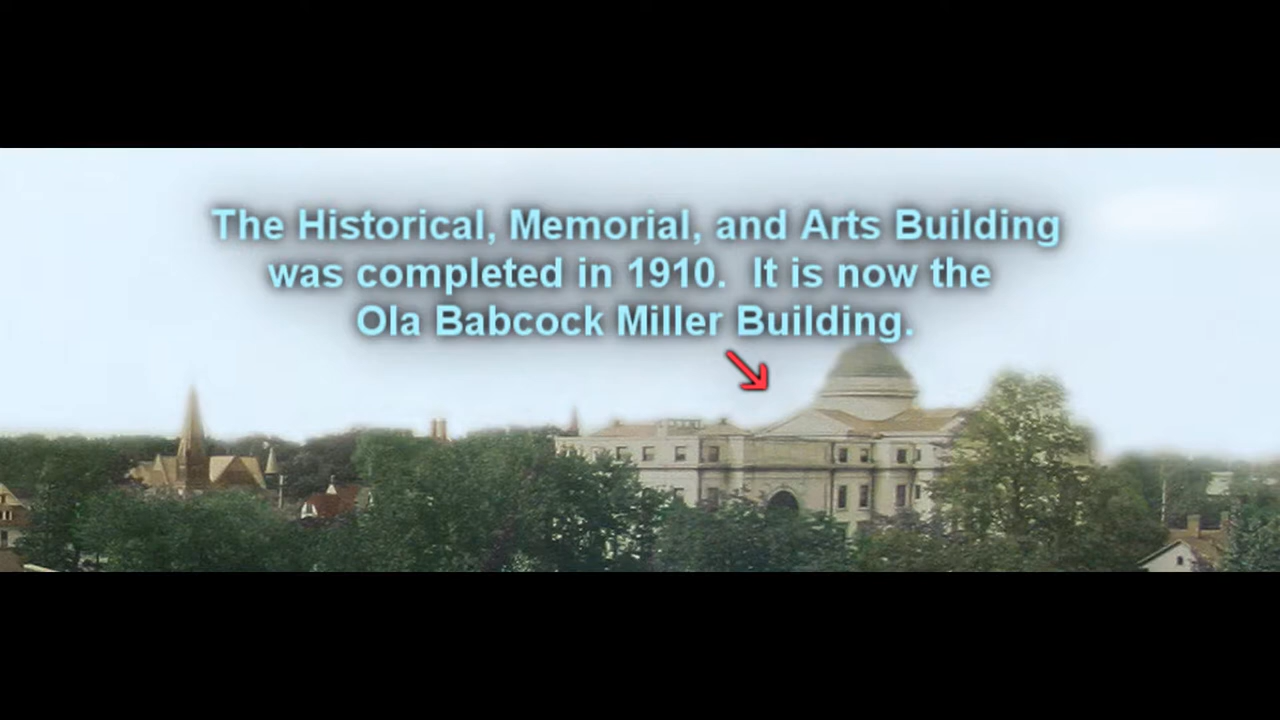 The Historical, Memorial, and Arts Building
was completed in 1910.  It is now the
Ola Babcock Miller Building.